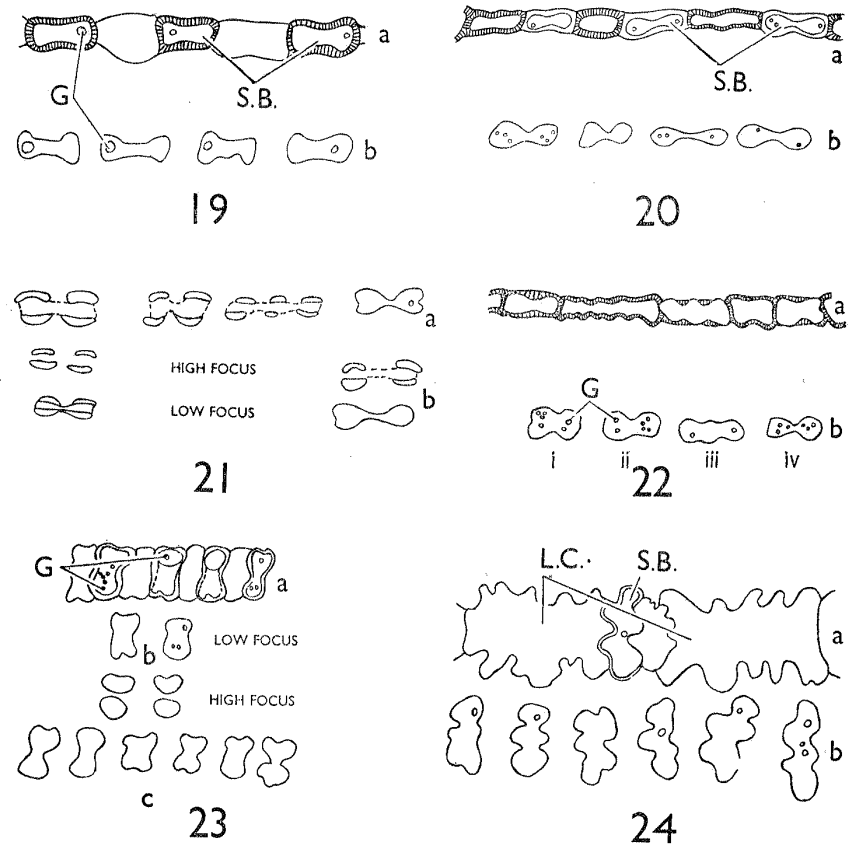 a
G
S.B.
b
19
a
S.B.
b
20
a
HIGH FOCUS
LOW FOCUS
b
21
a
G
b
i ii iii iv
22
G
a
b
LOW FOCUS
HIGH FOCUS
c
23
L.C. S.B.
a
b
24